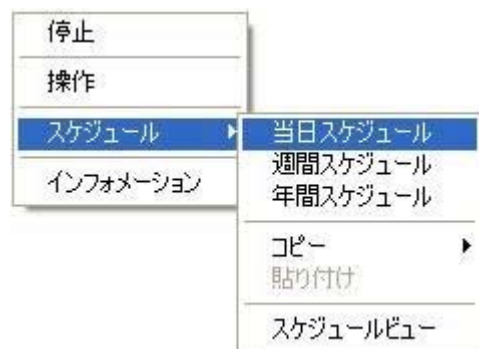 停止
操作
スケジュール
インフォメーション
当日スケジュール
週間スケジュール
年間スケジュール
コピー
貼り付け
スケジュールビュー